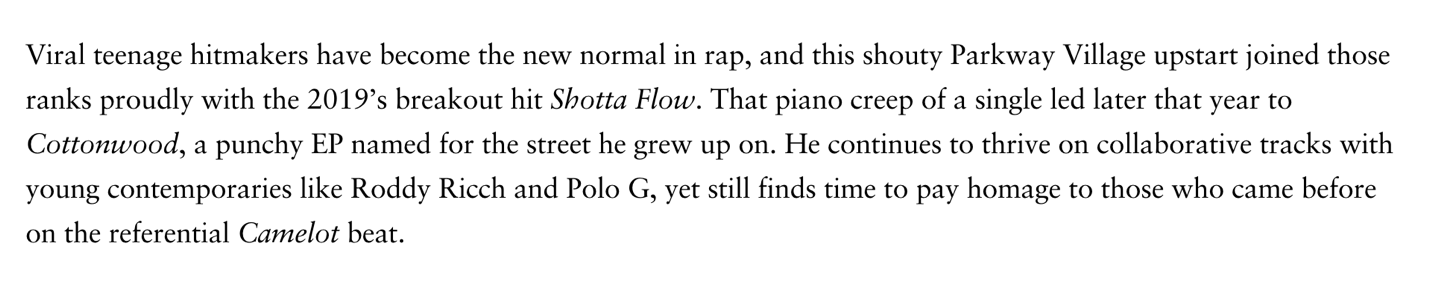 Viral teenage hitmakers have become the new normal in rap, and this shouty Parkway Village upstart joined those
ranks proudly with the 2019’s breakout hit Shotta Flow. That piano creep of a single led later that year to
Cottonwood, a punchy EP named for the street he grew up on. He continues to thrive on collaborative tracks with
young contemporaries like Roddy Ricch and Polo G, yet still finds time to pay homage to those who came before
on the referential Camelot beat.